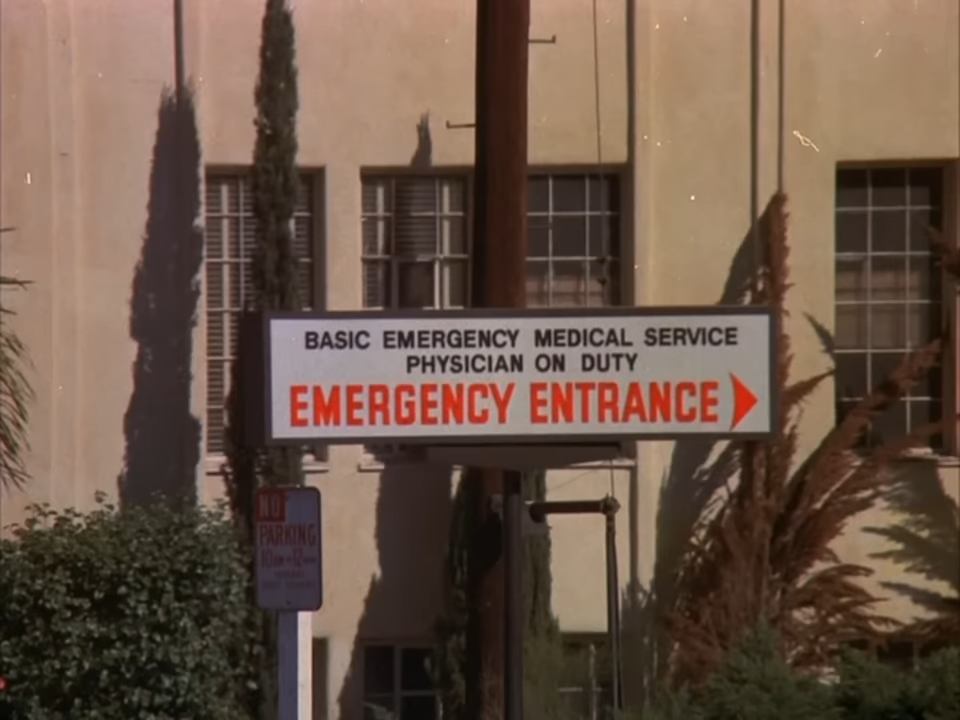 BASIC EMERGENCY MEDICAL SERVICE
PHYSICIAN ON DUTY
EMERGENCY ENTRANCE
NO
PARKING